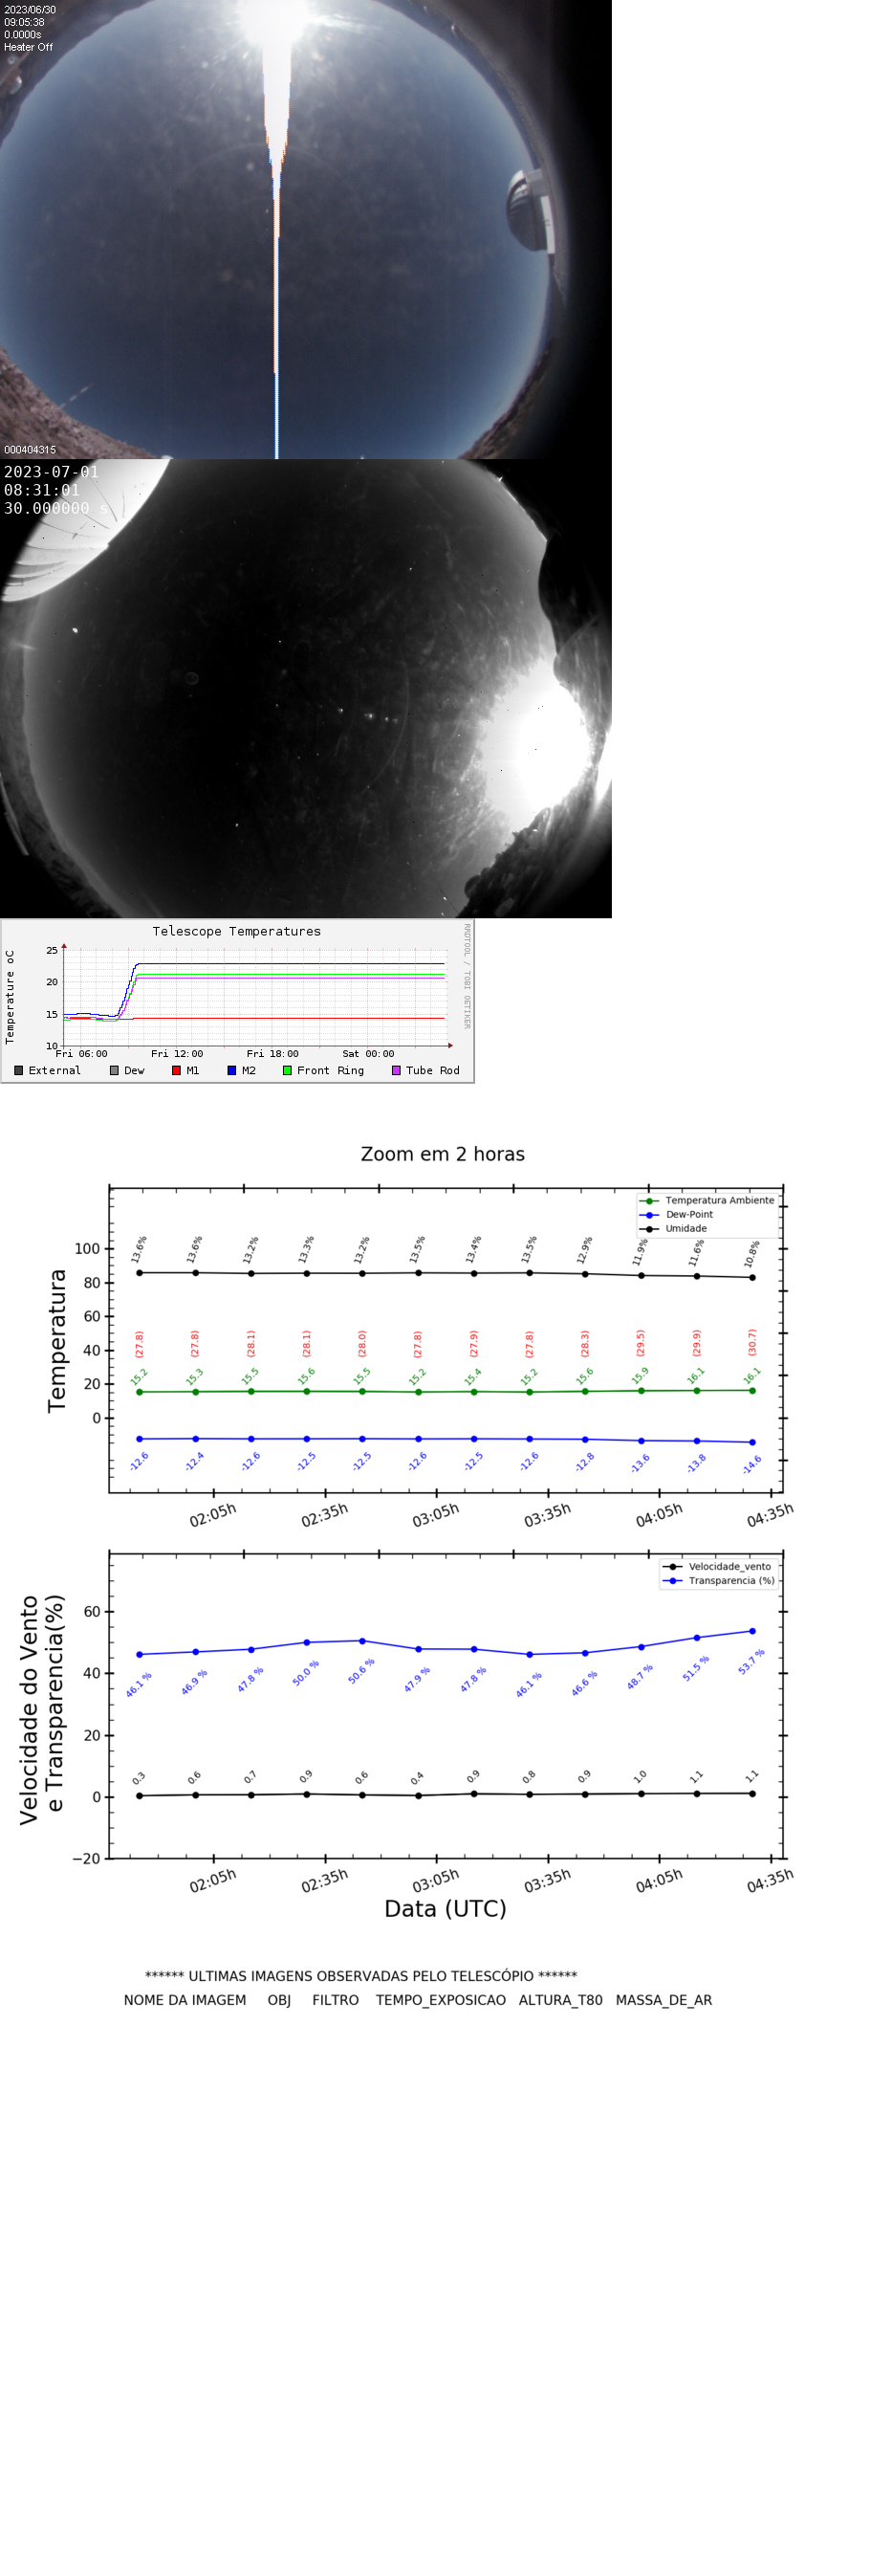 2023/06/30
09:05:38
0.0000s
Heater Off
000404315
2023-07-01
08:31:01
30.000000 s
Telescope Temperatures
RRDTOOL / TOBI OETIKER
Temperature oC
25
20
15
10
Fri 06:00 Fri 12:00 Fri 18:00 Sat 00:00
External Dew M1 M2 Front Ring Tube Rod
Zoom em 2 horas
Temperatura Ambiente
Dew-Point
Umidade
Temperatura
100
80
60
40
20
0
13.6% 13.6% 13.2% 13.3% 13.2% 13.5% 13.4% 13.5% 12.9% 11.9% 11.6% 10.8%
(27.8) (27.8) (28.1) (28.1) (28.0) (27.8) (27.9) (27.8) (28.3) (29.5) (29.9) (30.7)
15.2 15.3 15.5 15.6 15.5 15.2 15.4 15.2 15.6 15.9 16.1 16.1
-12.6 -12.4 -12.6 -12.5 -12.5 -12.6 -12.5 -12.6 -12.8 -13.6 -13.8 -14.6
02:05h 02:35h 03:05h 03:35h 04:05h 04:35h
Velocidade_vento
Transparencia (%)
Velocidade do Vento
e Transparencia(%)
60
40
20
0
−20
46.1 % 46.9 % 47.8 % 50.0 % 50.6 % 47.9 % 47.8 % 46.1 % 46.6 % 48.7 % 51.5 % 53.7 %
0.3 0.6 0.7 0.9 0.6 0.4 0.9 0.8 0.9 1.0 1.1 1.1
02:05h 02:35h 03:05h 03:35h 04:05h 04:35h
Data (UTC)
****** ULTIMAS IMAGENS OBSERVADAS PELO TELESCÓPIO ******
NOME DA IMAGEM OBJ FILTRO TEMPO_EXPOSICAO ALTURA_T80 MASSA_DE_AR